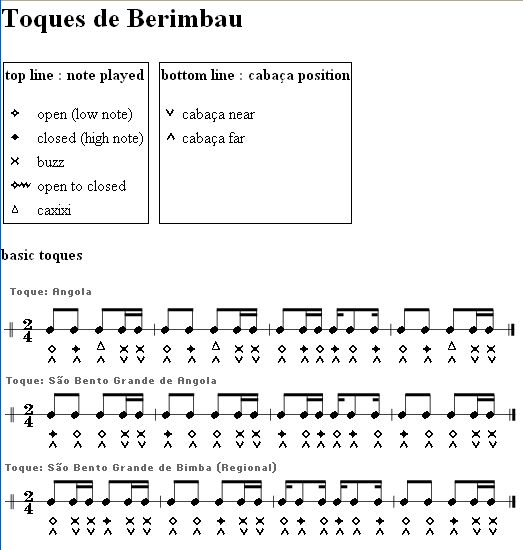 Toques de Berimbau
top line : note played
open (low note)
closed (high note)
buzz
open to closed
caxixi
bottom line : cabaça position
cabaça near
cabaça far
basic toques
Toque: Angola
2
4
Toque: São Bento Grande de Angola
2
4
Toque: São Bento Grande de Bimba (Regional)
2
4